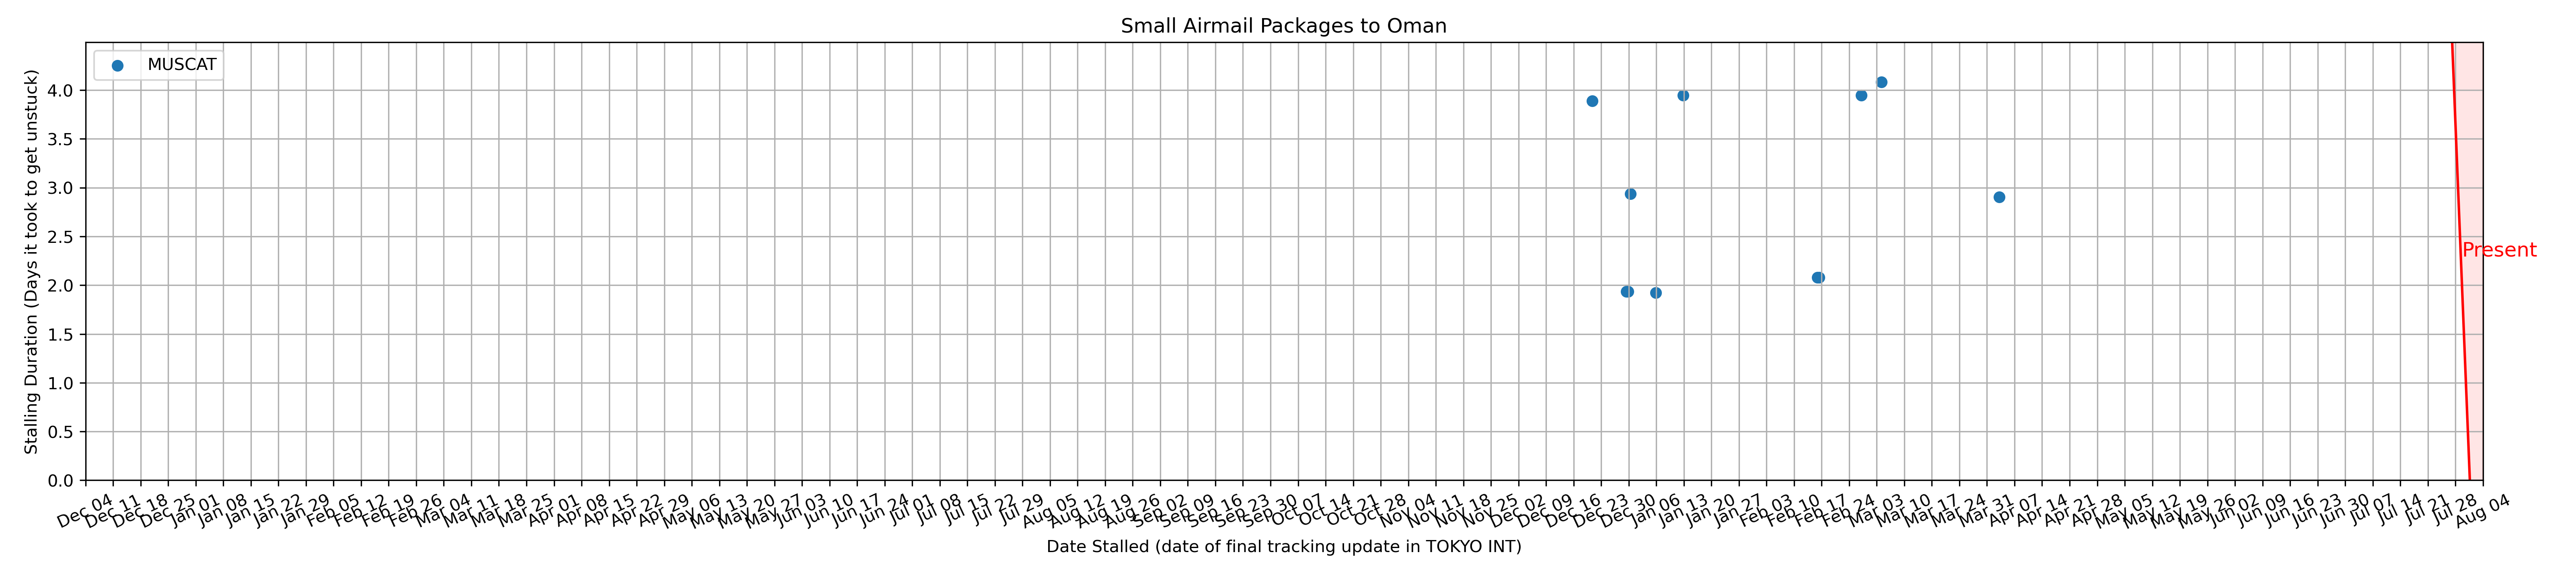 Small Airmail Packages to Oman
MUSCAT
Stalling Duration (Days it took to get unstuck)
4.0
3.5
3.0
2.5
2.0
1.5
1.0
0.5
0.0
Present
Dec 04 Dec 11 Dec 18 Dec 25 Jan 01 Jan 08 Jan 15 Jan 22 Jan 29 Feb 05 Feb 12 Feb 19 Feb 26 Mar 04 Mar 11 Mar 18 Mar 25 Apr 01 Apr 08 Apr 15 Apr 22 Apr 29 May 06 May 13 May 20 May 27 Jun 03 Jun 10 Jun 17 Jun 24 Jul 01 Jul 08 Jul 15 Jul 22 Jul 29 Aug 05 Aug 12 Aug 19 Aug 26 Sep 02 Sep 09 Sep 16 Sep 23 Sep 30 Oct 07 Oct 14 Oct 21 Oct 28 Nov 04 Nov 11 Nov 18 Nov 25 Dec 02 Dec 09 Dec 16 Dec 23 Dec 30 Jan 06 Jan 13 Jan 20 Jan 27 Feb 03 Feb 10 Feb 17 Feb 24 Mar 03 Mar 10 Mar 17 Mar 24 Mar 31 Apr 07 Apr 14 Apr 21 Apr 28 May 05 May 12 May 19 May 26 Jun 02 Jun 09 Jun 16 Jun 23 Jun 30 Jul 07 Jul 14 Jul 21 Jul 28 Aug 04
Date Stalled (date of final tracking update in TOKYO INT)